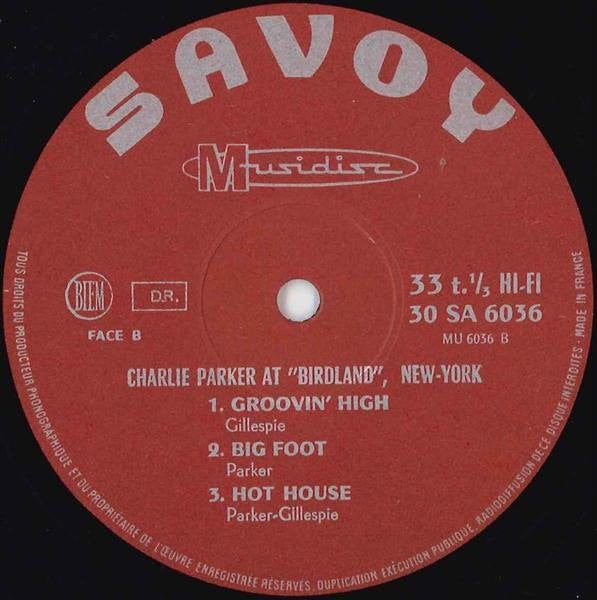 SAVOY
Musidisc
BIEM
D.R.
FACE B
33 t.⅓ HI-FI
30 SA 6036
MU 6036 B
CHARLIE PARKER AT "BIRDLAND", NEW-YORK
1. GROOVIN' HIGH
Gillespie
2. BIG FOOT
Parker
3. HOT HOUSE
Parker-Gillespie
TOUS DROITS DU PRODUCTEUR PHONOGRAPHIQUE ET DU PROPRIÉTAIRE DE L'ŒUVRE ENREGISTRÉE RÉSERVÉS, DUPLICATION EXÉCUTION PUBLIQUE, RADIODIFFUSION DE CE DISQUE INTERDITES - MADE IN FRANCE